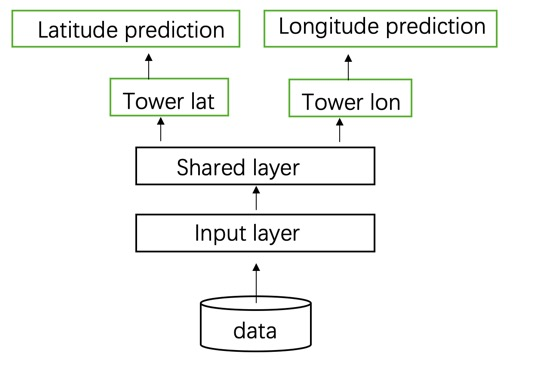 Latitude prediction
Longitude prediction
Tower lat
Tower lon
Shared layer
Input layer
data